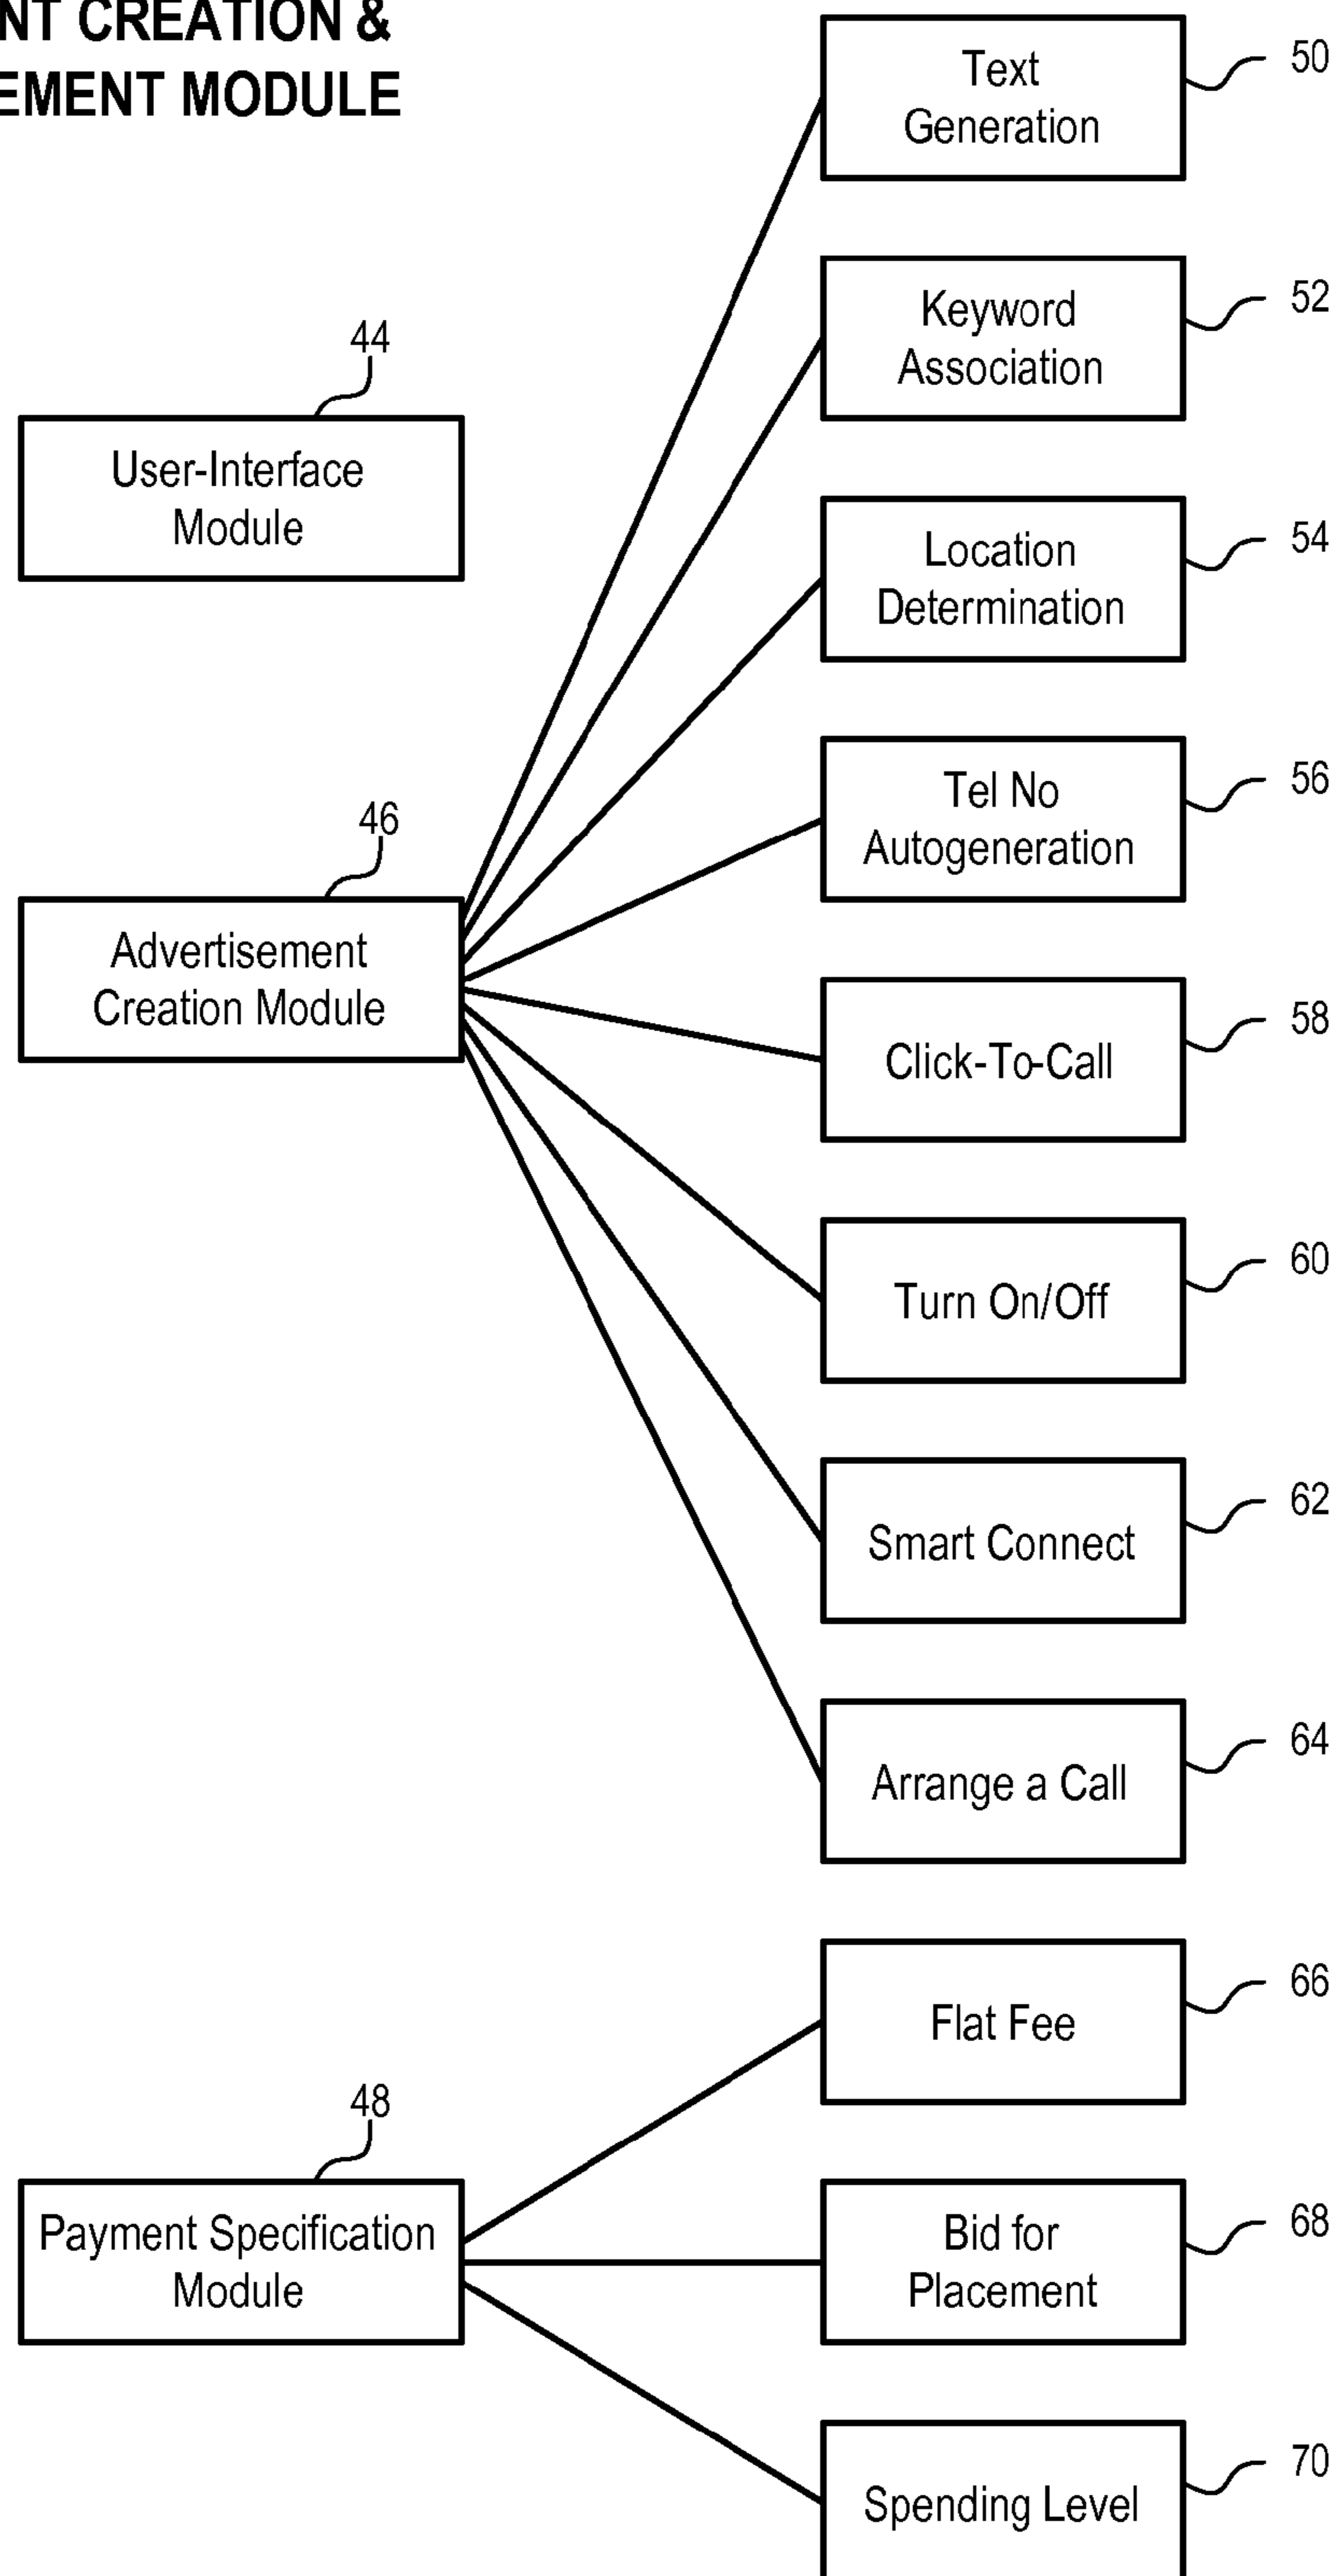 NT CREATION &
EMENT MODULE
Text
Generation
50
Keyword
Association
52
44
User-Interface
Module
Location
Determination
54
Tel No
Autogeneration
56
46
Advertisement
Creation Module
Click-To-Call
58
Turn On/Off
60
Smart Connect
62
Arrange a Call
64
Flat Fee
66
48
Payment Specification
Module
Bid for
Placement
68
Spending Level
70